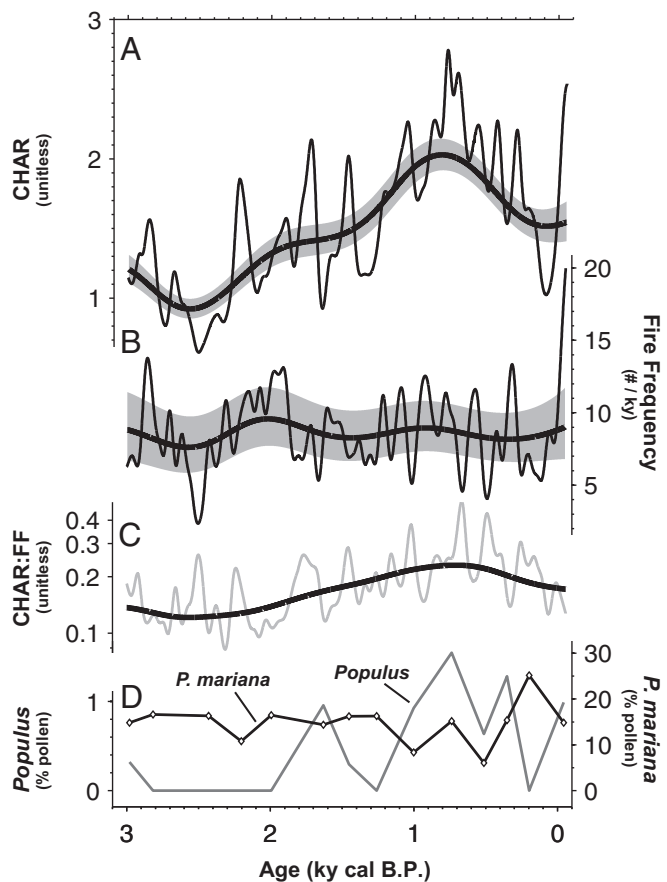 3
A
CHAR
(unitless)
2
1
B
20
15
10
5
Fire Frequency
(# / ky)
C
CHAR:FF
(unitless)
0.4
0.3
0.2
0.1
D
P. mariana
Populus
Populus
(% pollen)
1
0
30
20
10
0
P. mariana
(% pollen)
3 2 1 0
Age (ky cal B.P.)